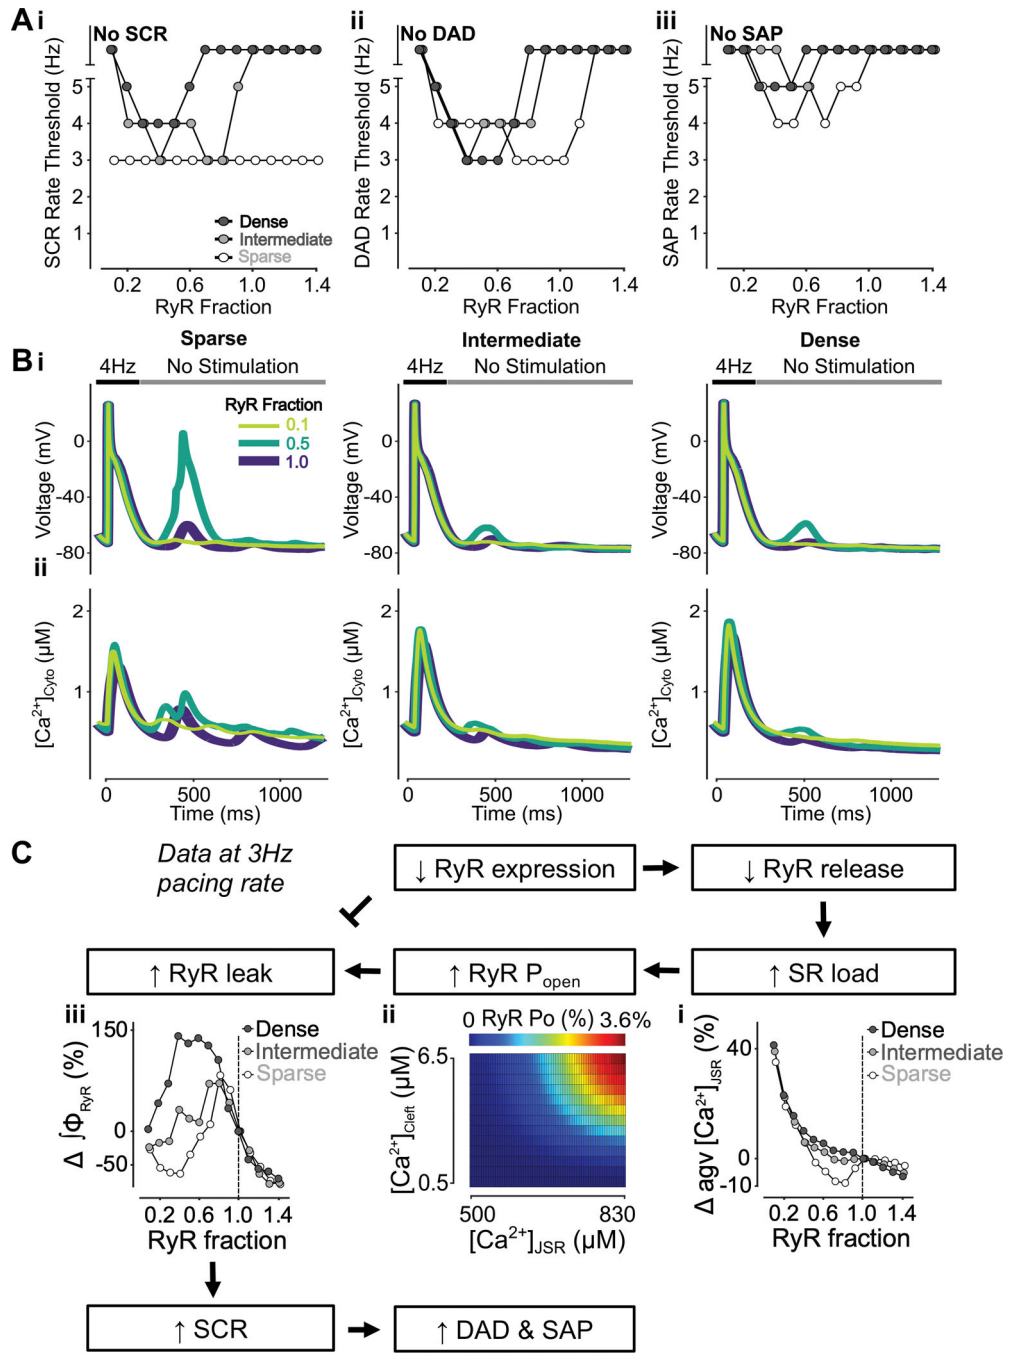 A i ii iii
No SCR No DAD No SAP
SCR Rate Threshold (Hz)
5
4
3
2
1
Dense
Intermediate
Sparse
0.2 0.6 1.0 1.4
RyR Fraction
DAD Rate Threshold (Hz)
5
4
3
2
1
0.2 0.6 1.0 1.4
RyR Fraction
SAP Rate Threshold (Hz)
5
4
3
2
1
0.2 0.6 1.0 1.4
RyR Fraction
B i
Sparse Intermediate Dense
4Hz No Stimulation 4Hz No Stimulation 4Hz No Stimulation
RyR Fraction
0.1
0.5
1.0
Voltage (mV)
0
-40
-80
Voltage (mV)
0
-40
-80
Voltage (mV)
0
-40
-80
ii
[Ca²⁺]Cyto (µM)
2
1
0 500 1000
Time (ms)
[Ca²⁺]Cyto (µM)
2
1
0 500 1000
Time (ms)
[Ca²⁺]Cyto (µM)
2
1
0 500 1000
Time (ms)
C
Data at 3Hz
pacing rate
↓ RyR expression
↓ RyR release
↑ RyR leak
↑ RyR Popen
↑ SR load
iii
Δ ∫ΦRyR (%)
150
0
-50
Dense
Intermediate
Sparse
0.2 0.6 1.0 1.4
RyR fraction
ii
0 RyR Po (%) 3.6%
[Ca²⁺]Cleft (µM)
6.5
0.5
500 830
[Ca²⁺]JSR (µM)
i
Δ agv [Ca²⁺]JSR (%)
40
0
-10
Dense
Intermediate
Sparse
0.2 0.6 1.0 1.4
RyR fraction
↑ SCR
↑ DAD & SAP